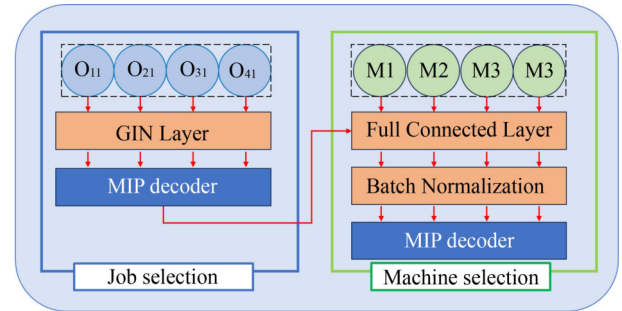 O11 O21 O31 O41
GIN Layer
MIP decoder
Job selection
M1 M2 M3 M3
Full Connected Layer
Batch Normalization
MIP decoder
Machine selection